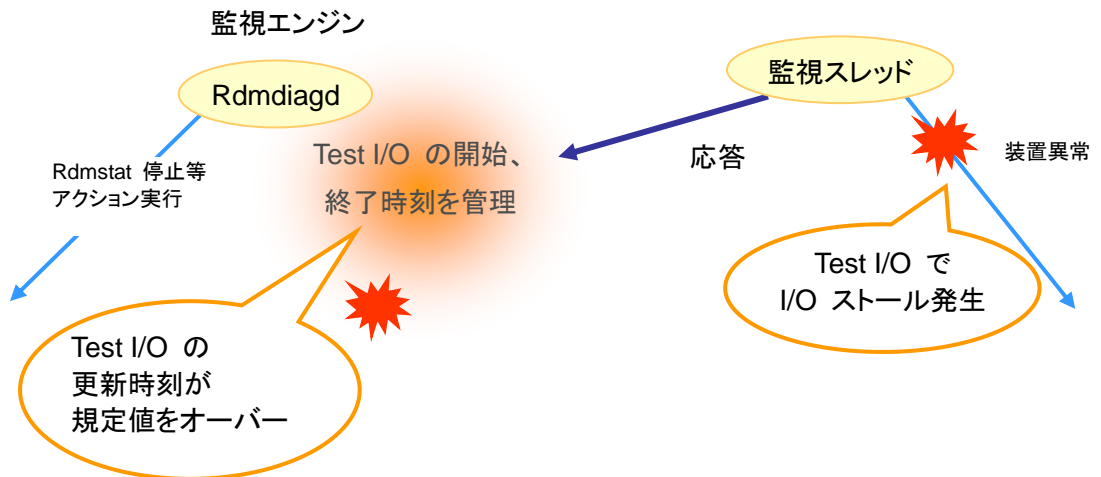 監視エンジン
Rdmdiagd
監視スレッド
Test I/O の開始、
終了時刻を管理
応答
装置異常
Rdmstat 停止等
アクション実行
Test I/O で
I/O ストール発生
Test I/O の
更新時刻が
規定値をオーバー